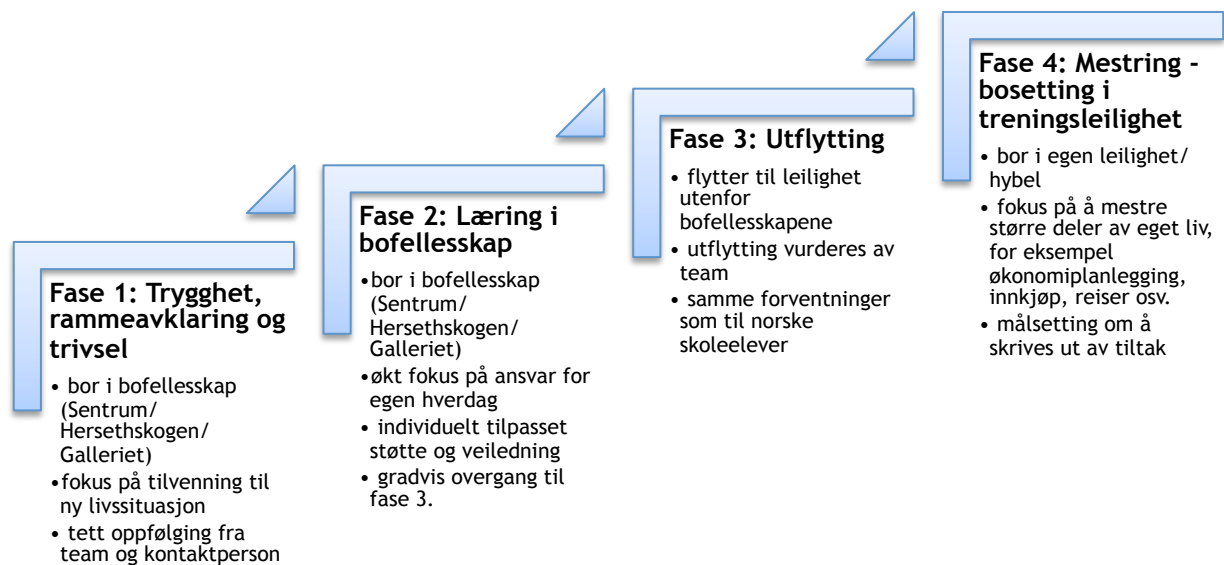 Fase 1: Trygghet,
rammeavklaring og
trivsel
• bor i bofellesskap
(Sentrum/
Hersethskogen/
Galleriet)
•fokus på tilvenning til
ny livssituasjon
• tett oppfølging fra
team og kontaktperson
Fase 2: Læring i
bofellesskap
•bor i bofellesskap
(Sentrum/
Hersethskogen/
Galleriet)
•økt fokus på ansvar for
egen hverdag
• individuelt tilpasset
støtte og veiledning
• gradvis overgang til
fase 3.
Fase 3: Utflytting
• flytter til leilighet
utenfor
bofellesskapene
• utflytting vurderes av
team
• samme forventninger
som til norske
skoleelever
Fase 4: Mestring -
bosetting i
treningsleilighet
• bor i egen leilighet/
hybel
• fokus på å mestre
større deler av eget liv,
for eksempel
økonomiplanlegging,
innkjøp, reiser osv.
• målsetting om å
skrives ut av tiltak